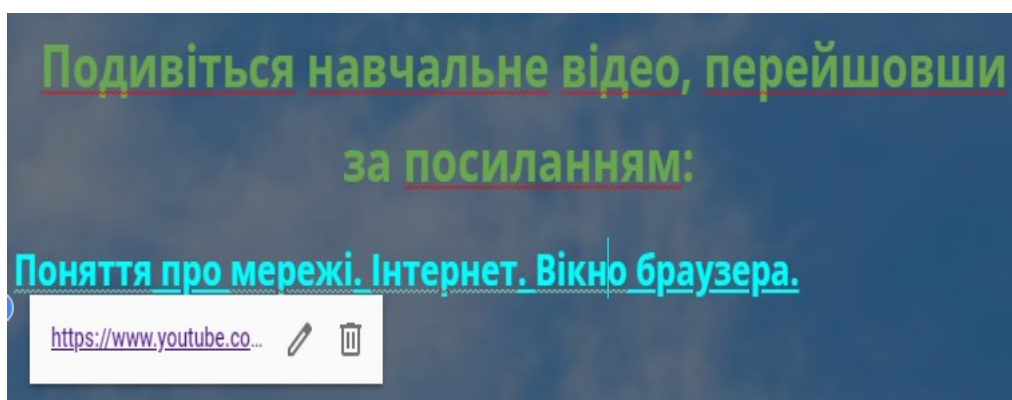 Подивіться навчальне відео, перейшовши
за посиланням:
Поняття про мережі. Інтернет. Вікно браузера.
https://www.youtube.co...